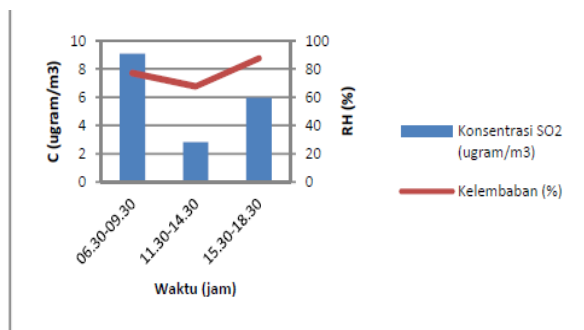 10
8
6
4
2
0
C (ugram/m3)
100
80
60
40
20
0
RH (%)
06.30-09.30
11.30-14.30
15.30-18.30
Waktu (jam)
Konsentrasi SO2
(ugram/m3)
Kelembaban (%)